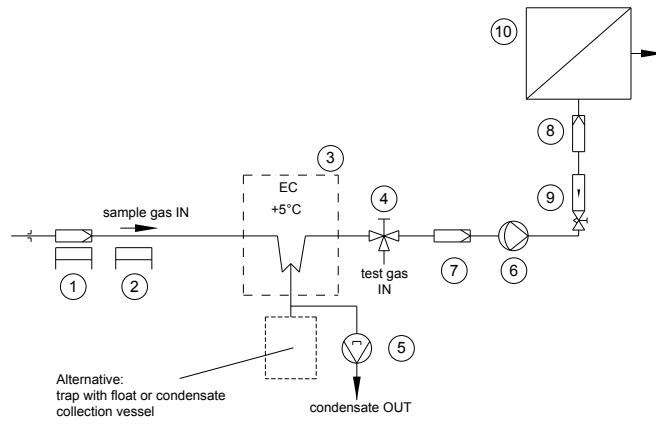 10
8
9
3
EC
+5°C
4
sample gas IN
test gas
IN
1
2
7
6
5
Alternative:
trap with float or condensate
collection vessel
condensate OUT